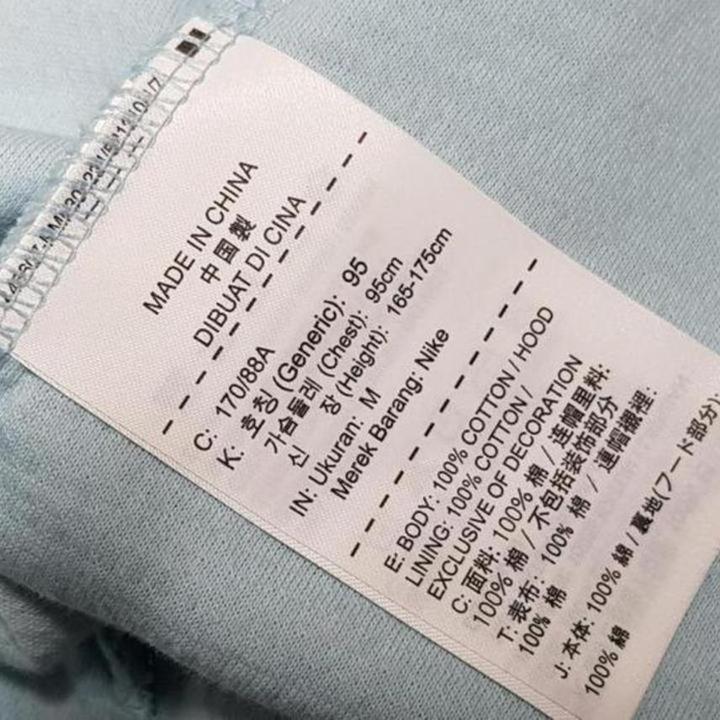 MADE IN CHINA
中国製
DIBUAT DI CINA
C: 170/88A
K: 호칭 (Generic): 95
가슴둘레 (Chest): 95cm
신 장 (Height): 165-175cm
IN: Ukuran: M
Merek Barang: Nike
E: BODY: 100% COTTON / HOOD
LINING: 100% COTTON /
EXCLUSIVE OF DECORATION
C: 面料: 100% 棉 / 连帽里料:
100% 棉 / 不包括装饰部分
T: 表布: 100% 棉 / 連帽襯裡:
100% 棉
J: 本体: 100% 綿 / 裏地(フード部分)
100% 綿